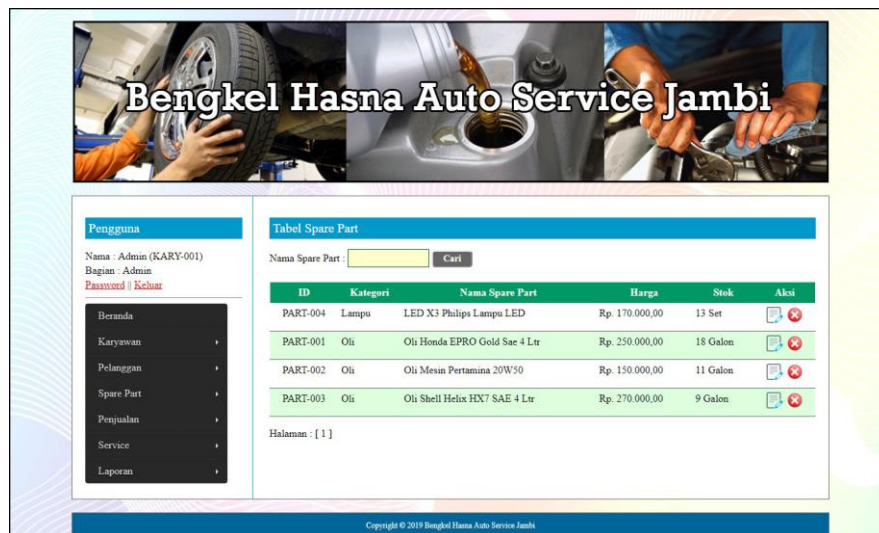 Bengkel Hasna Auto Service Jambi
Pengguna
Nama : Admin (KARY-001)
Bagian : Admin
Password || Keluar
Beranda
Karyawan
Pelanggan
Spare Part
Penjualan
Service
Laporan
Tabel Spare Part
Nama Spare Part : Cari
ID Kategori Nama Spare Part Harga Stok Aksi
PART-004 Lampu LED X3 Philips Lampu LED Rp. 170.000,00 13 Set
PART-001 Oli Oli Honda EPRO Gold Sae 4 Ltr Rp. 250.000,00 18 Galon
PART-002 Oli Oli Mesin Pertamina 20W50 Rp. 150.000,00 11 Galon
PART-003 Oli Oli Shell Helix HX7 SAE 4 Ltr Rp. 270.000,00 9 Galon
Halaman : [ 1 ]
Copyright © 2019 Bengkel Hasna Auto Service Jambi